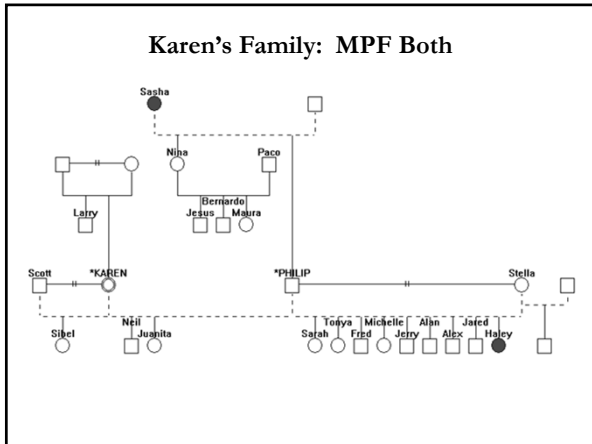 Karen's Family: MPF Both
Sasha
Nina
Paco
Bernardo
Larry
Jesus
Maura
Scott
*KAREN
*PHILIP
Stella
Neil
Tonya
Michelle
Alan
Jared
Sibel
Juanita
Sarah
Fred
Jerry
Alex
Haley